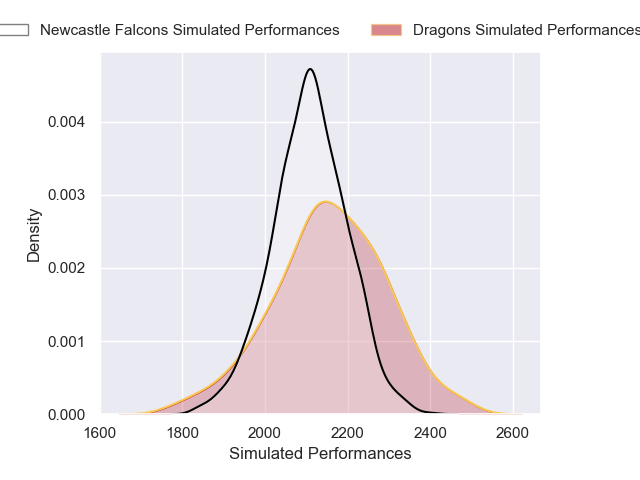 Newcastle Falcons Simulated Performances
Dragons Simulated Performances
0.004
0.003
0.002
0.001
0.000
Density
1600 1800 2000 2200 2400 2600
Simulated Performances